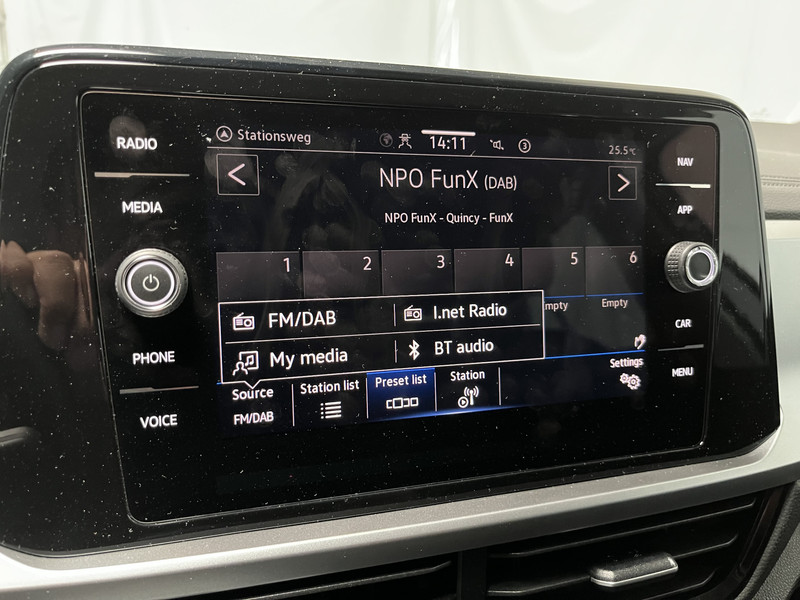 RADIO
MEDIA
PHONE
VOICE
Stationsweg
14:11
3
25.5°C
NPO FunX (DAB)
NPO FunX - Quincy - FunX
1 2 3 4 5 6
mpty Empty
FM/DAB I.net Radio
My media BT audio
Source Station list Preset list Station Settings
FM/DAB
NAV
APP
CAR
MENU